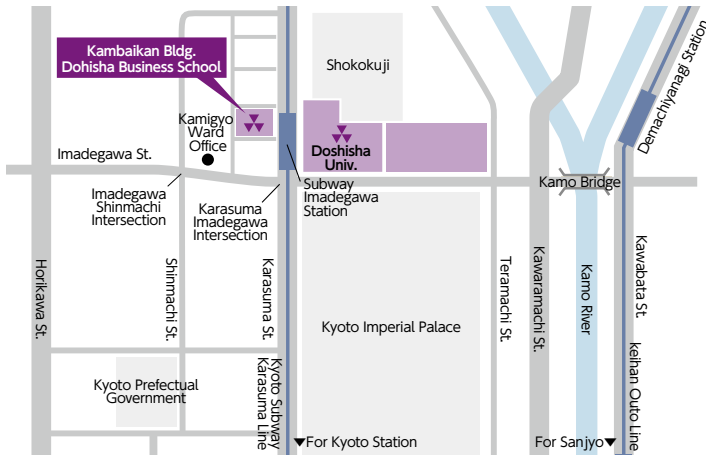 Kambaikan Bldg.
Dohisha Business School
Shokokuji
Demachiyanagi Station
Kamigyo
Ward
Office
Imadegawa St.
Doshisha
Univ.
Kamo Bridge
Subway
Imadegawa
Station
Imadegawa
Shinmachi
Intersection
Karasuma
Imadegawa
Intersection
Horikawa St.
Shinmachi St.
Karasuma St.
Teramachi St.
Kawaramachi St.
Kamo River
Kawabata St.
Kyoto Imperial Palace
Kyoto Prefectual
Government
Kyoto Subway
Karasuma Line
keihan Outo Line
▼For Kyoto Station
For Sanjyo▼